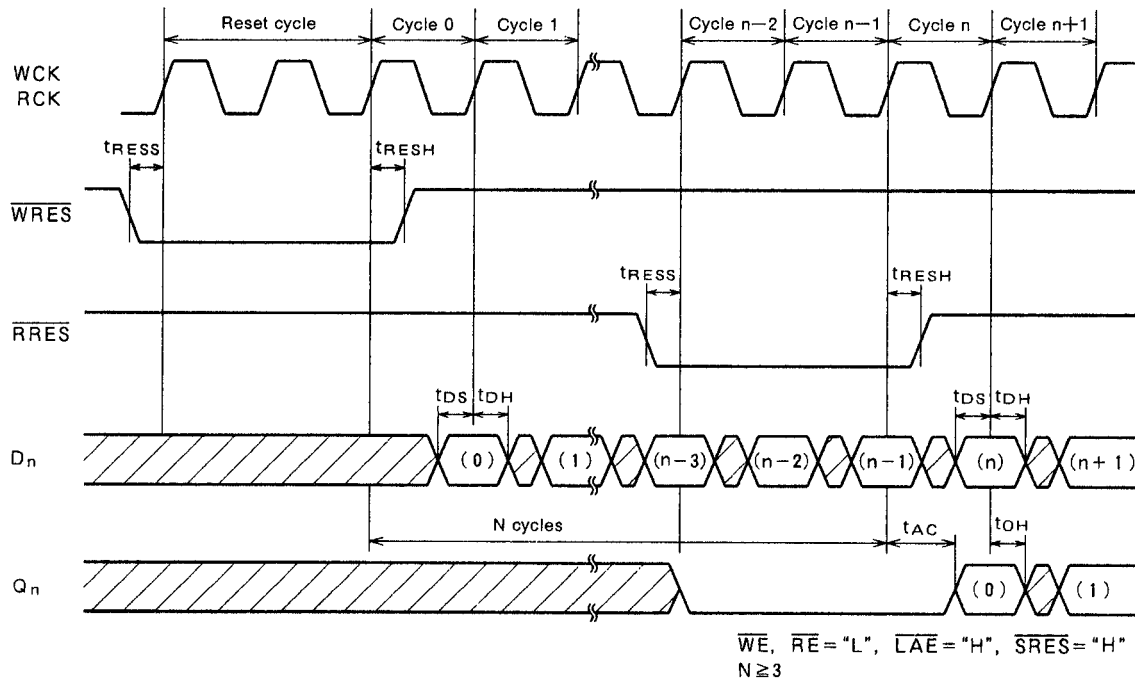 Reset cycle Cycle 0 Cycle 1 Cycle n−2 Cycle n−1 Cycle n Cycle n+1
WCK
RCK
tRESS tRESH
WRES
tRESS tRESH
RRES
tDS tDH tDS tDH
Dn (0) (1) (n−3) (n−2) (n−1) (n) (n+1)
N cycles tAC tOH
Qn (0) (1)
WE, RE="L", LAE="H", SRES="H"
N≧3